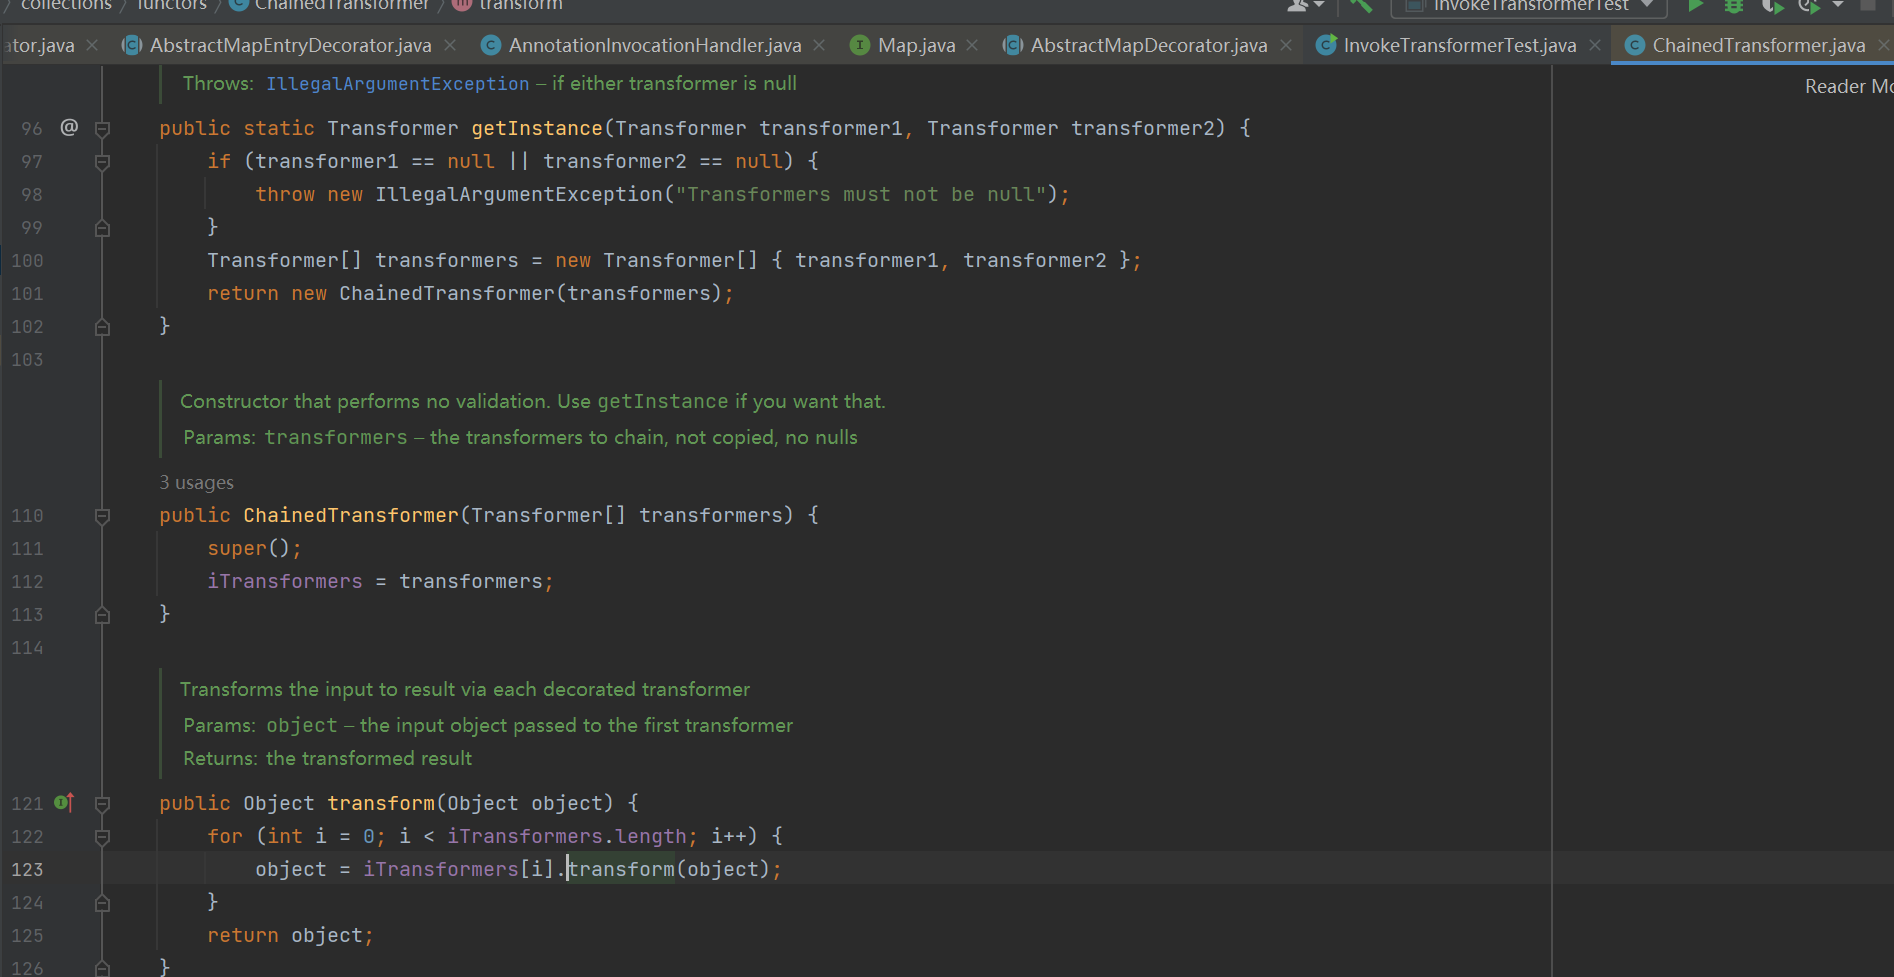 collections functors ChainedTransformer transform InvokeTransformerTest
ator.java AbstractMapEntryDecorator.java AnnotationInvocationHandler.java Map.java AbstractMapDecorator.java InvokeTransformerTest.java ChainedTransformer.java
Throws: IllegalArgumentException – if either transformer is null
Reader Mo
96 @ public static Transformer getInstance(Transformer transformer1, Transformer transformer2) {
97 if (transformer1 == null || transformer2 == null) {
98 throw new IllegalArgumentException("Transformers must not be null");
99 }
100 Transformer[] transformers = new Transformer[] { transformer1, transformer2 };
101 return new ChainedTransformer(transformers);
102 }
103
Constructor that performs no validation. Use getInstance if you want that.
Params: transformers – the transformers to chain, not copied, no nulls
3 usages
110 public ChainedTransformer(Transformer[] transformers) {
111 super();
112 iTransformers = transformers;
113 }
114
Transforms the input to result via each decorated transformer
Params: object – the input object passed to the first transformer
Returns: the transformed result
121 public Object transform(Object object) {
122 for (int i = 0; i < iTransformers.length; i++) {
123 object = iTransformers[i].transform(object);
124 }
125 return object;
126 }